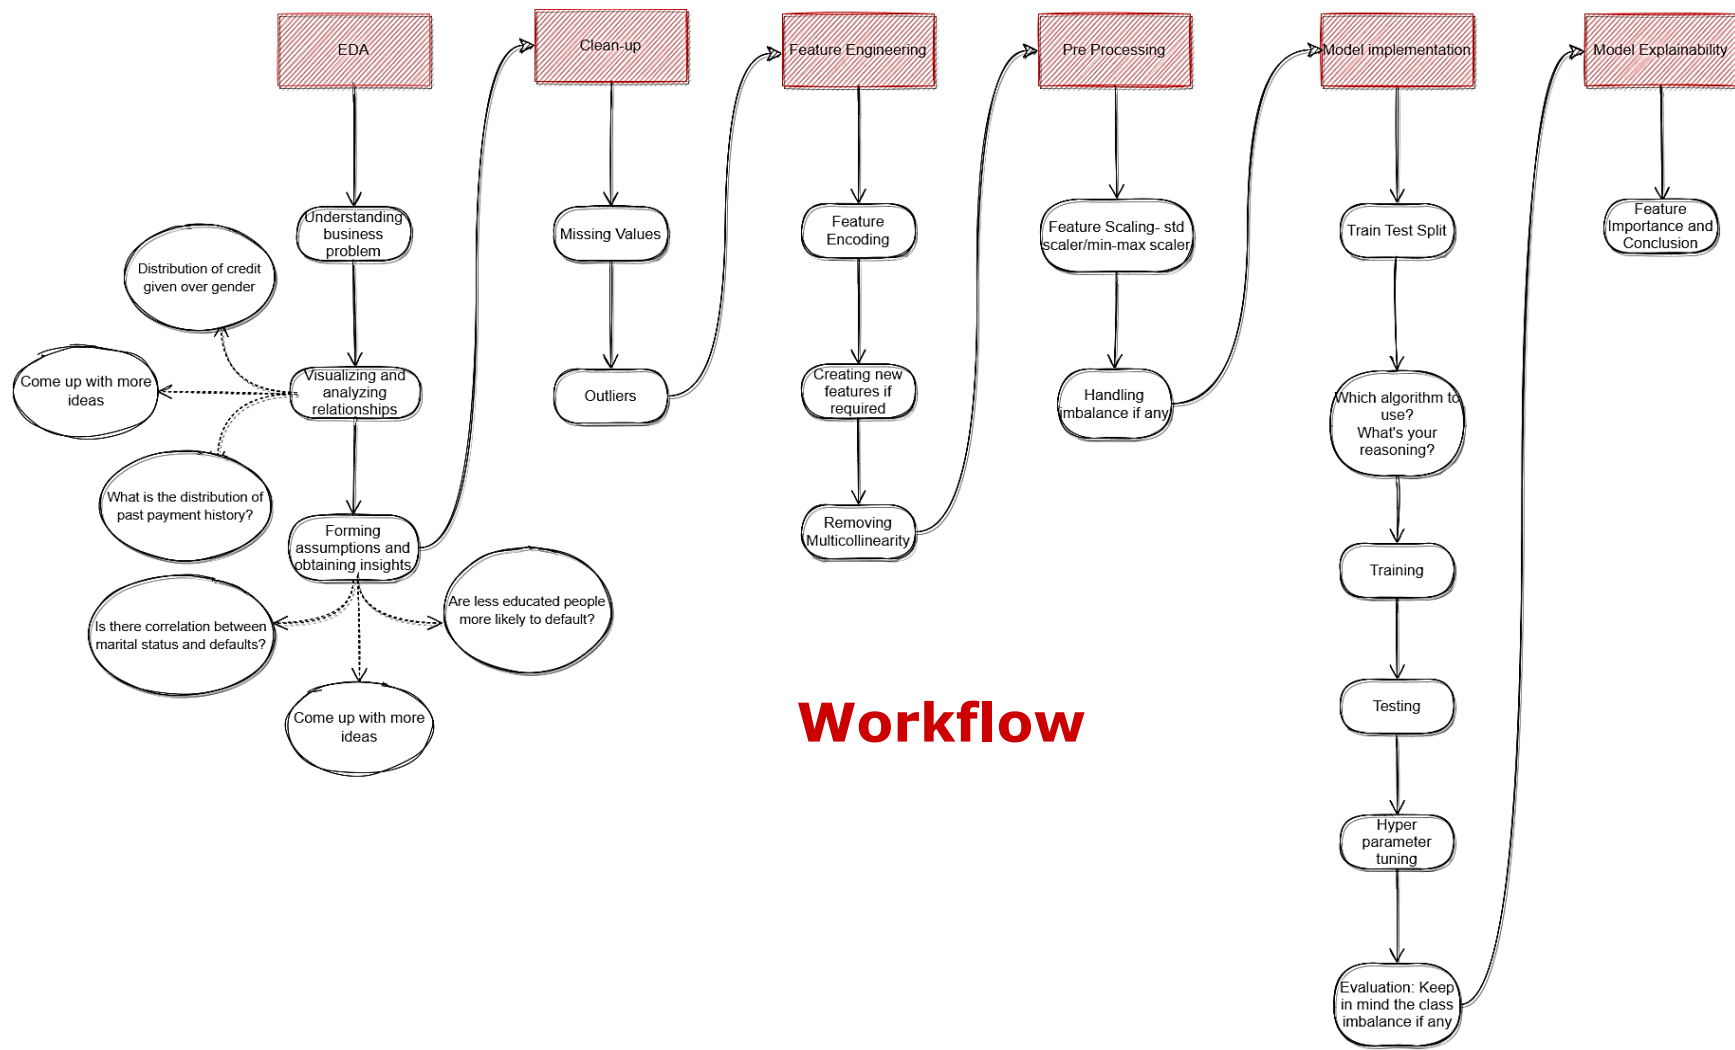 EDA
Clean-up
Feature Engineering
Pre Processing
Model implementation
Model Explainability
Understanding
business
problem
Distribution of credit
given over gender
Come up with more
ideas
Visualizing and
analyzing
relationships
What is the distribution of
past payment history?
Forming
assumptions and
obtaining insights
Is there correlation between
marital status and defaults?
Come up with more
ideas
Are less educated people
more likely to default?
Missing Values
Outliers
Feature
Encoding
Creating new
features if
required
Removing
Multicollinearity
Feature Scaling- std
scaler/min-max scaler
Handling
imbalance if any
Train Test Split
Which algorithm to
use?
What's your
reasoning?
Training
Testing
Hyper
parameter
tuning
Evaluation: Keep
in mind the class
imbalance if any
Feature
Importance and
Conclusion
Workflow